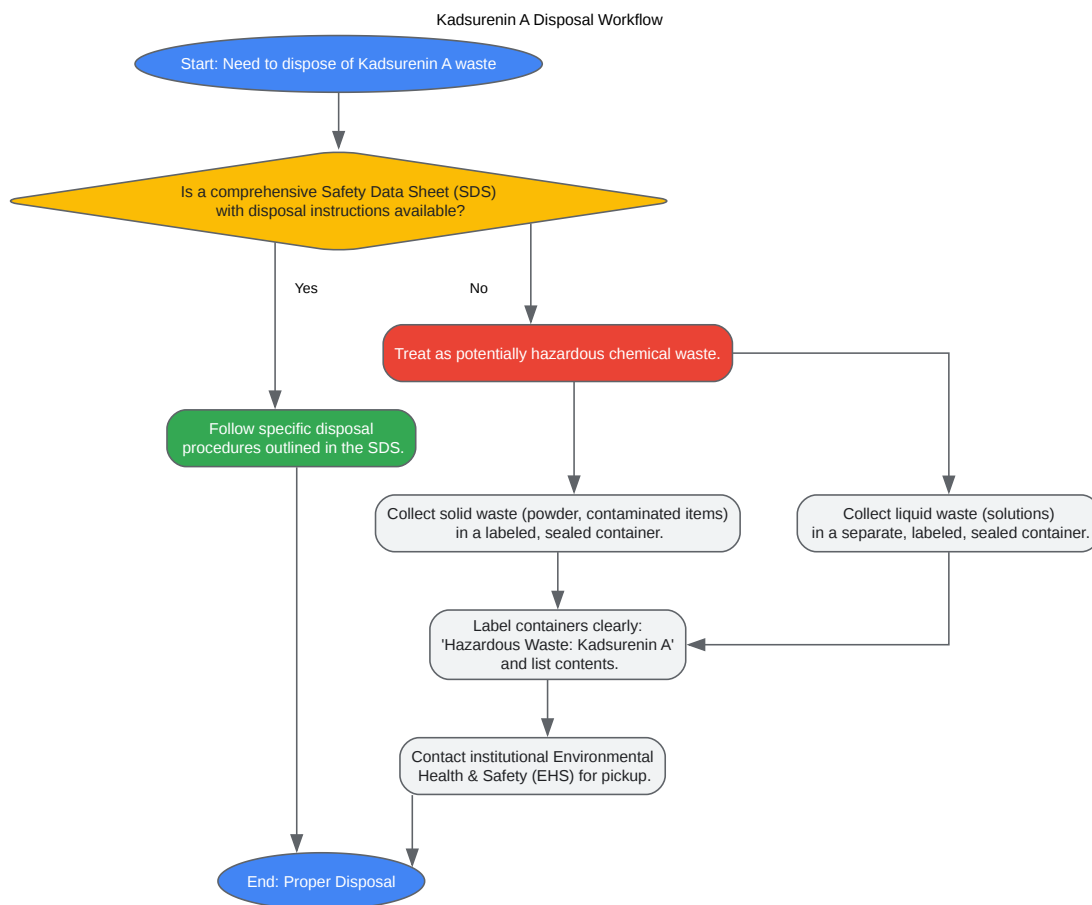 Kadsurenin A Disposal Workflow
Start: Need to dispose of Kadsurenin A waste
Is a comprehensive Safety Data Sheet (SDS)
with disposal instructions available?
Yes
No
Treat as potentially hazardous chemical waste.
Follow specific disposal
procedures outlined in the SDS.
Collect solid waste (powder, contaminated items)
in a labeled, sealed container.
Collect liquid waste (solutions)
in a separate, labeled, sealed container.
Label containers clearly:
'Hazardous Waste: Kadsurenin A'
and list contents.
Contact institutional Environmental
Health & Safety (EHS) for pickup.
End: Proper Disposal